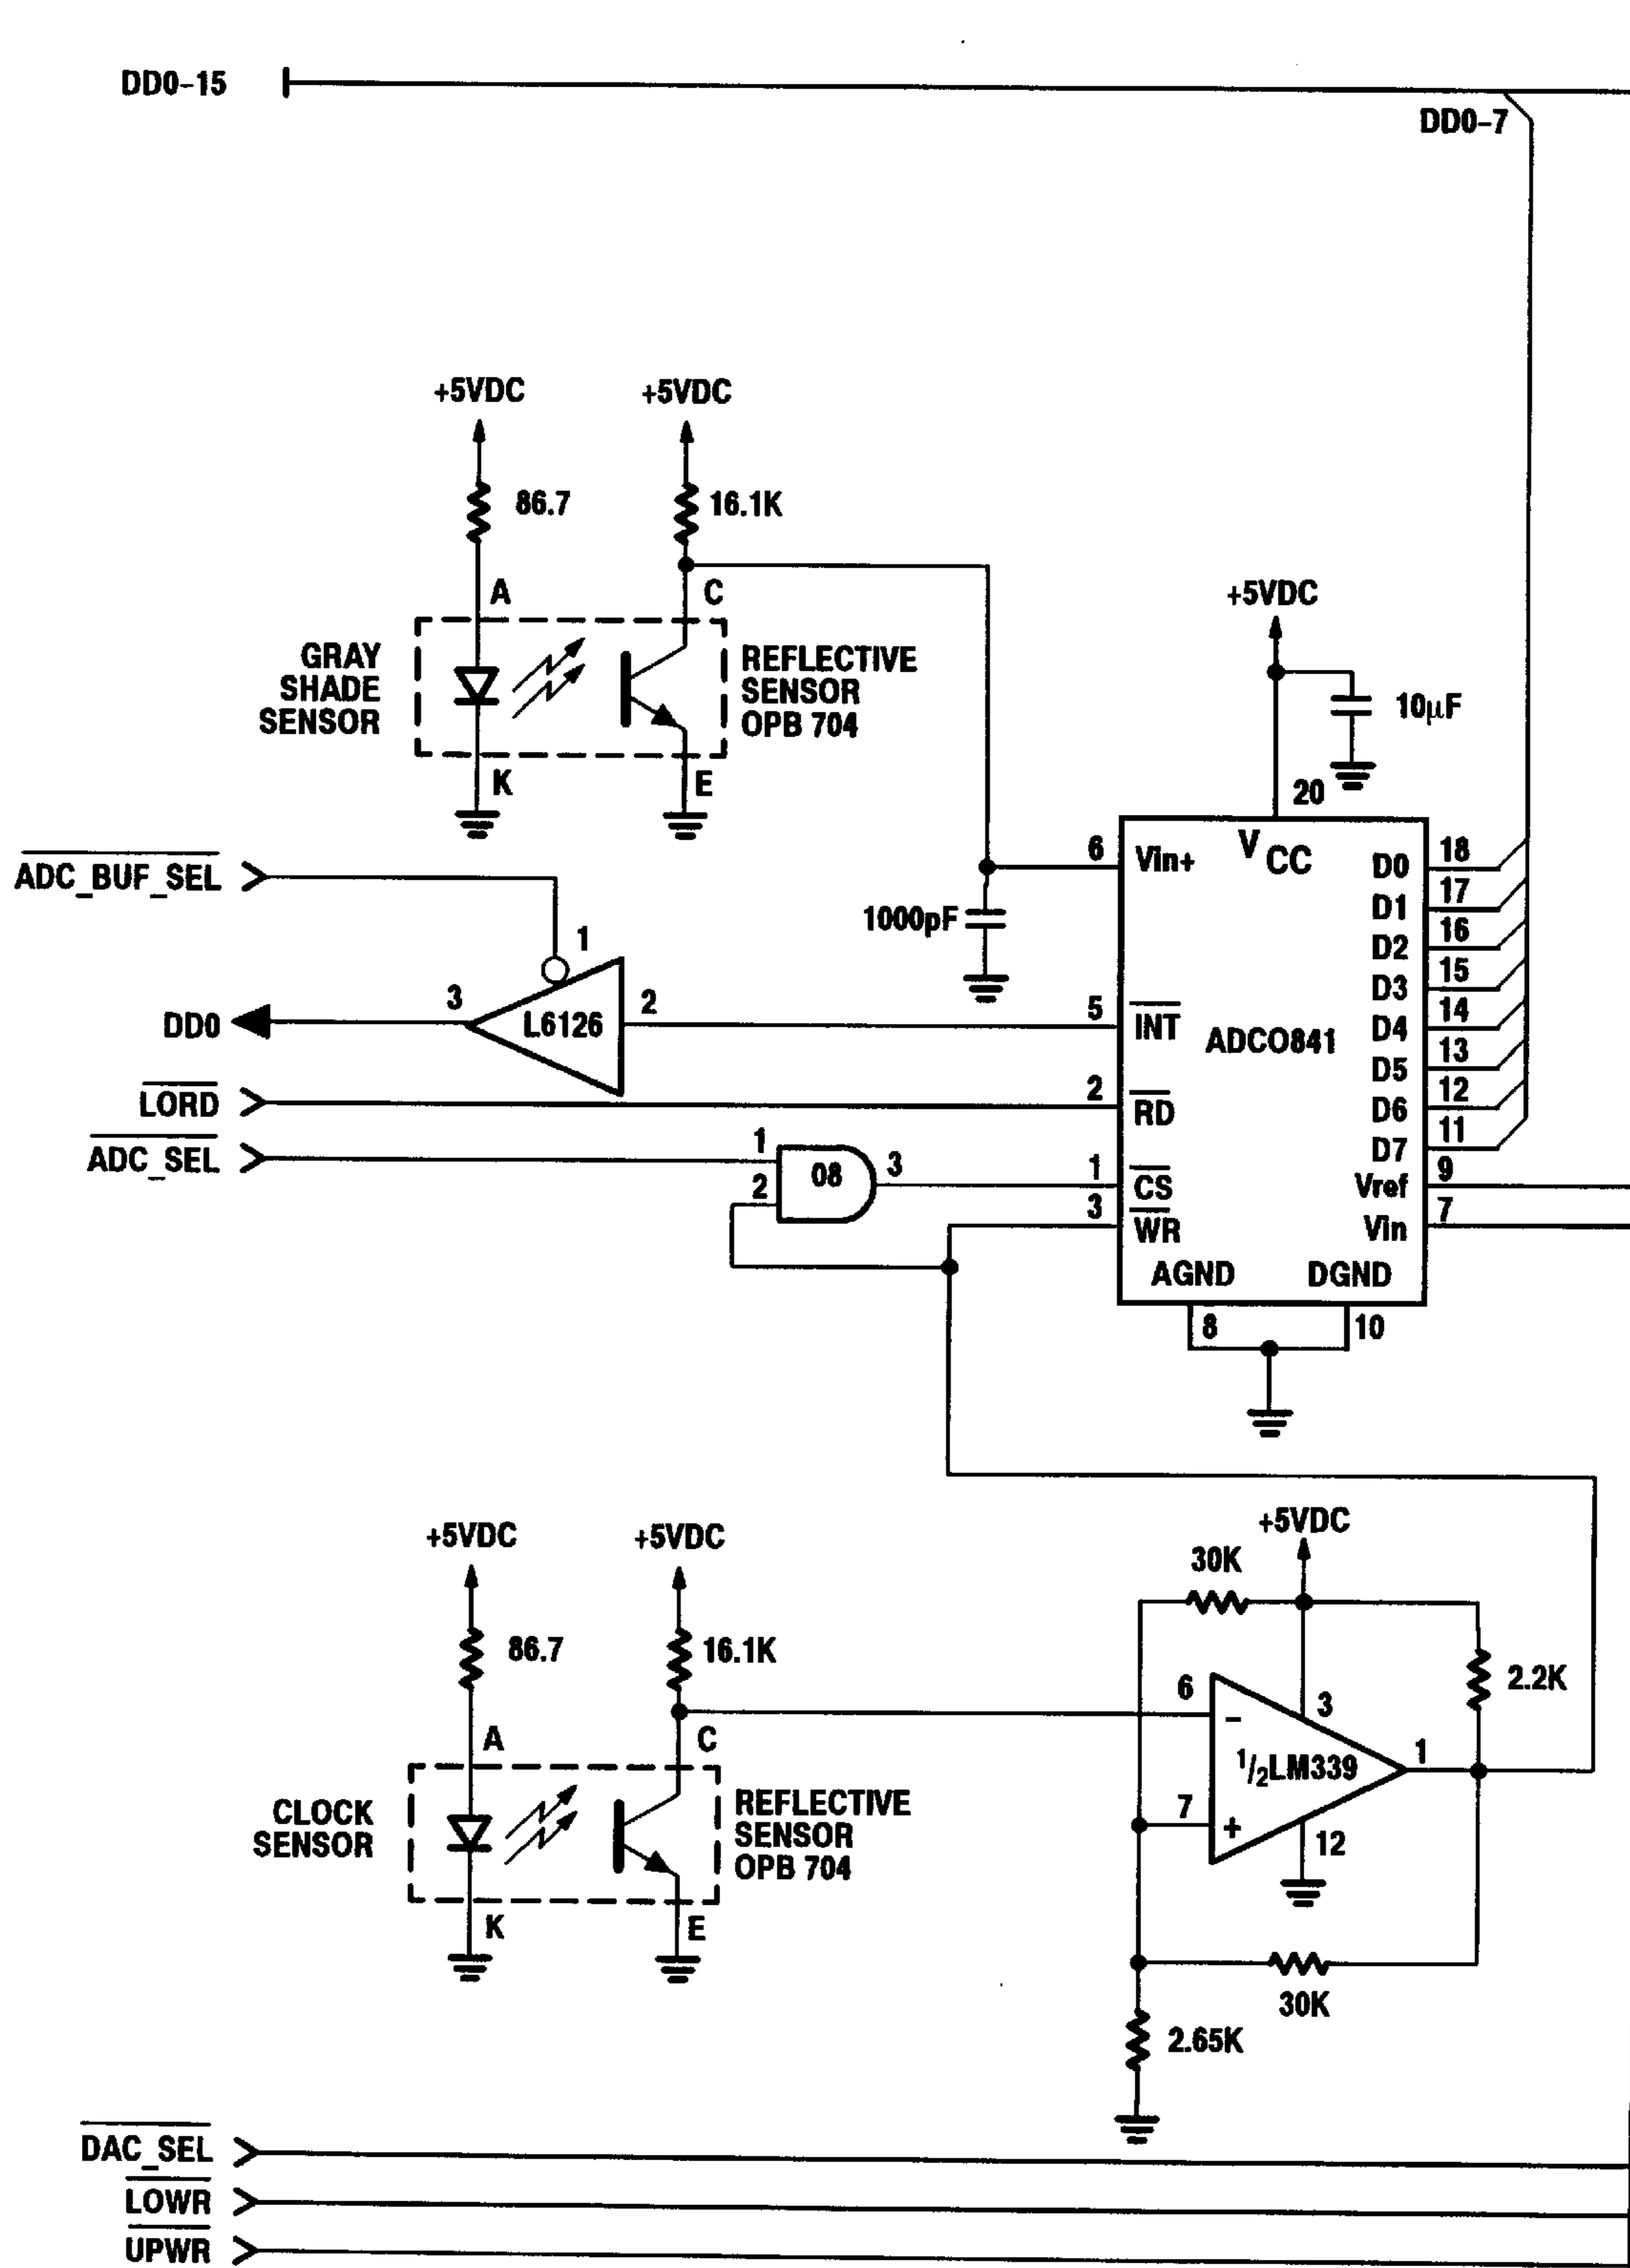 DD0-15
DD0-7
+5VDC
+5VDC
86.7
16.1K
A
C
GRAY
SHADE
SENSOR
REFLECTIVE
SENSOR
OPB 704
K
E
+5VDC
10µF
20
ADC_BUF_SEL
1
3
2
L6126
DD0
LORD
ADC_SEL
1
2
08
3
1000pF
6
Vin+
VCC
5
INT
ADCO841
2
RD
1
CS
3
WR
AGND
DGND
8
10
D0
18
D1
17
D2
16
D3
15
D4
14
D5
13
D6
12
D7
11
Vref
9
Vin
7
+5VDC
+5VDC
86.7
16.1K
A
C
CLOCK
SENSOR
REFLECTIVE
SENSOR
OPB 704
K
E
+5VDC
30K
2.2K
6
-
3
1/2LM339
1
7
+
12
30K
2.65K
DAC_SEL
LOWR
UPWR